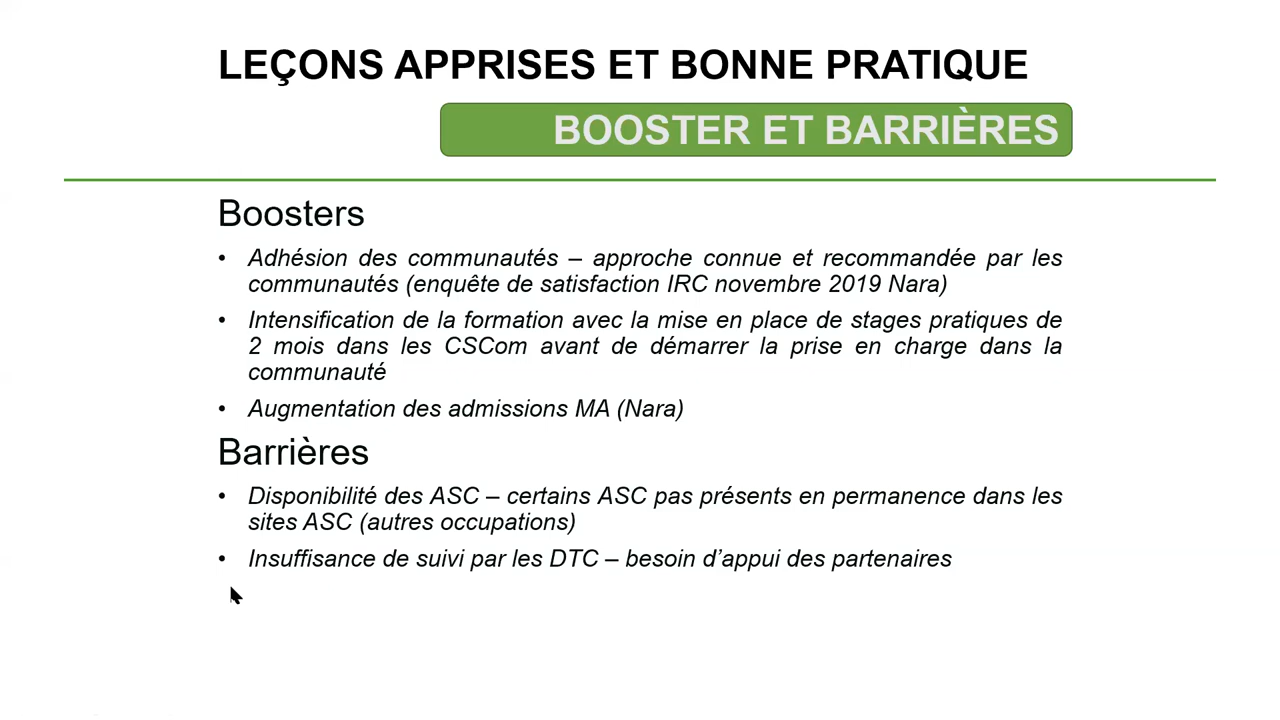 LEÇONS APPRISES ET BONNE PRATIQUE
BOOSTER ET BARRIÈRES
Boosters
• Adhésion des communautés – approche connue et recommandée par les
communautés (enquête de satisfaction IRC novembre 2019 Nara)
• Intensification de la formation avec la mise en place de stages pratiques de
2 mois dans les CSCom avant de démarrer la prise en charge dans la
communauté
• Augmentation des admissions MA (Nara)
Barrières
• Disponibilité des ASC – certains ASC pas présents en permanence dans les
sites ASC (autres occupations)
• Insuffisance de suivi par les DTC – besoin d’appui des partenaires